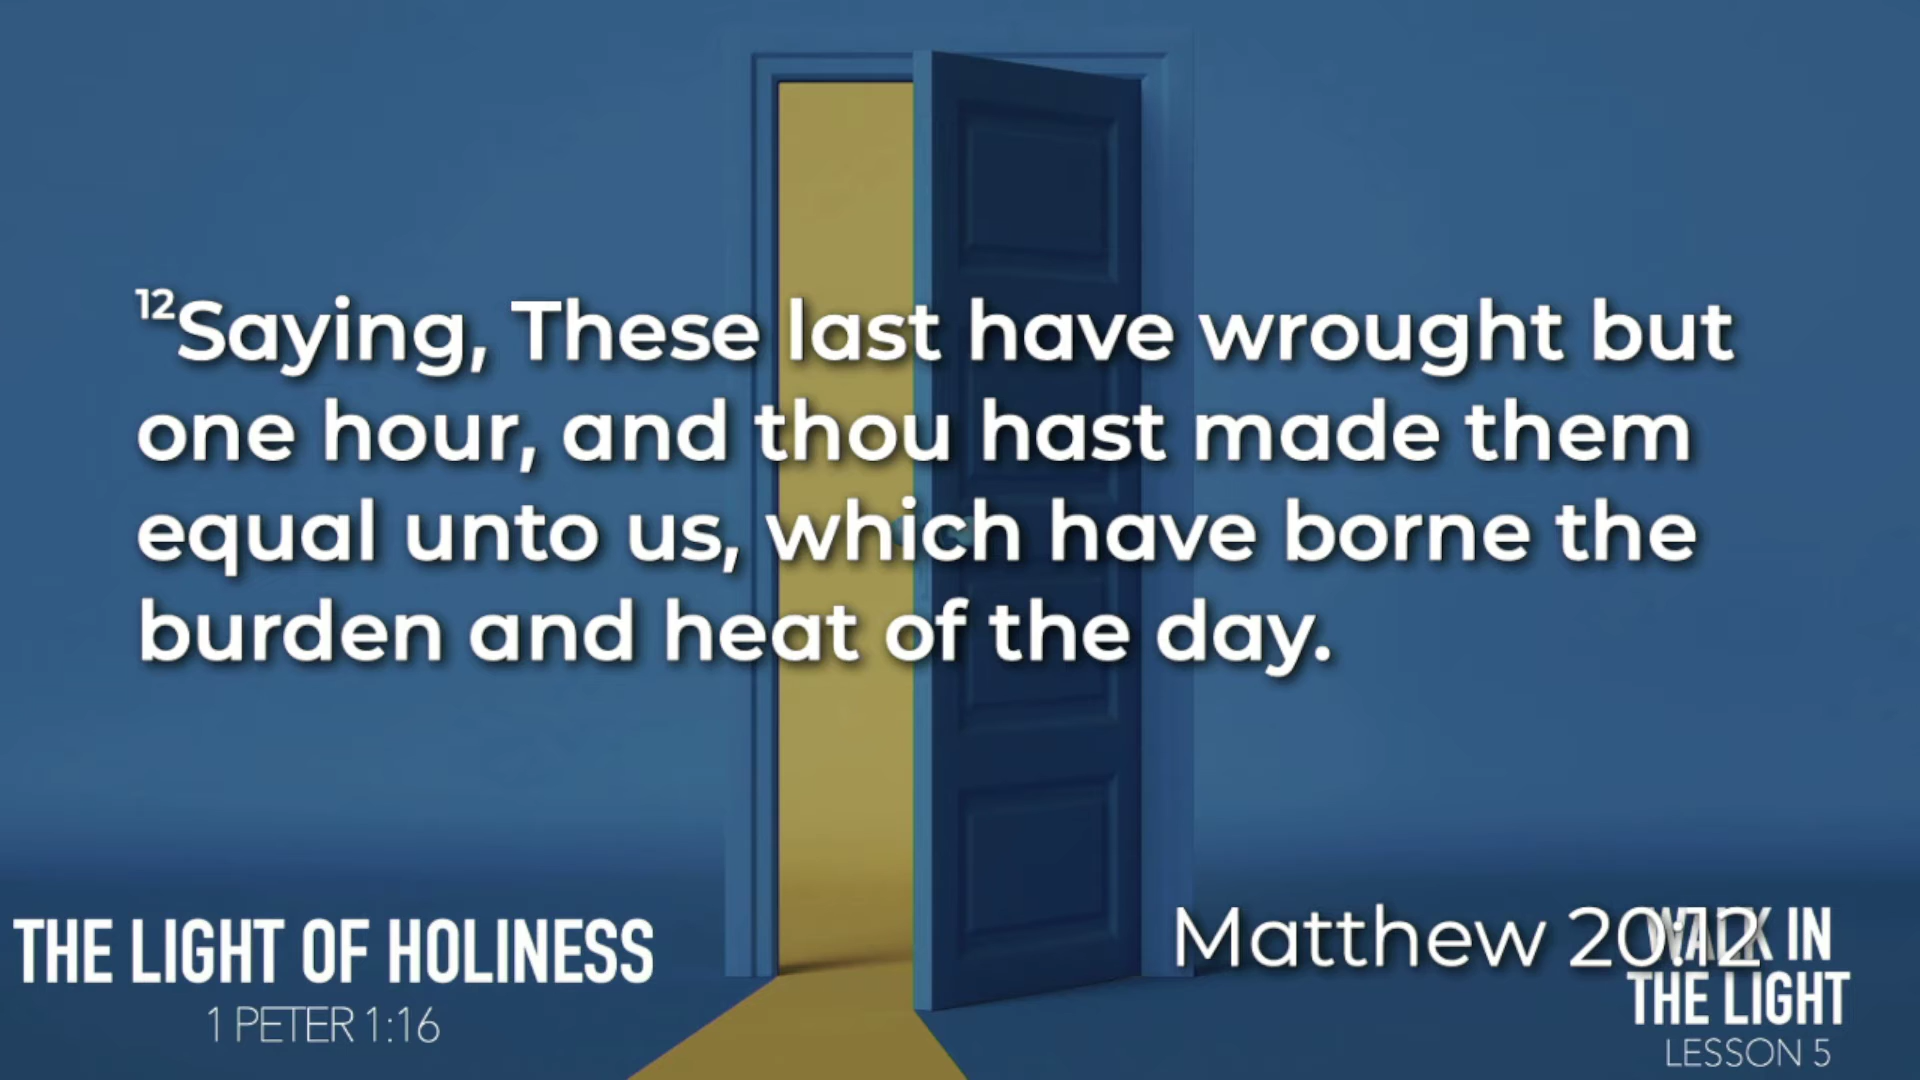 12Saying, These last have wrought but
one hour, and thou hast made them
equal unto us, which have borne the
burden and heat of the day.
THE LIGHT OF HOLINESS
1 PETER 1:16
Matthew 20:12
WALK IN
THE LIGHT
LESSON 5